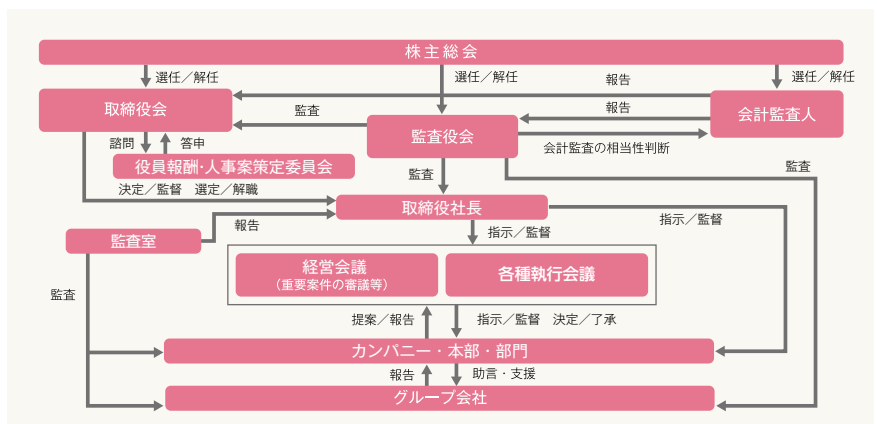 株主総会
選任／解任
選任／解任
選任／解任
報告
取締役会
監査
報告
会計監査人
監査役会
諮問
答申
会計監査の相当性判断
役員報酬・人事案策定委員会
監査
監査
決定／監督　選定／解職
取締役社長
指示／監督
報告
指示／監督
監査室
経営会議
（重要案件の審議等）
各種執行会議
監査
提案／報告
指示／監督　決定／了承
カンパニー・本部・部門
報告
助言・支援
グループ会社